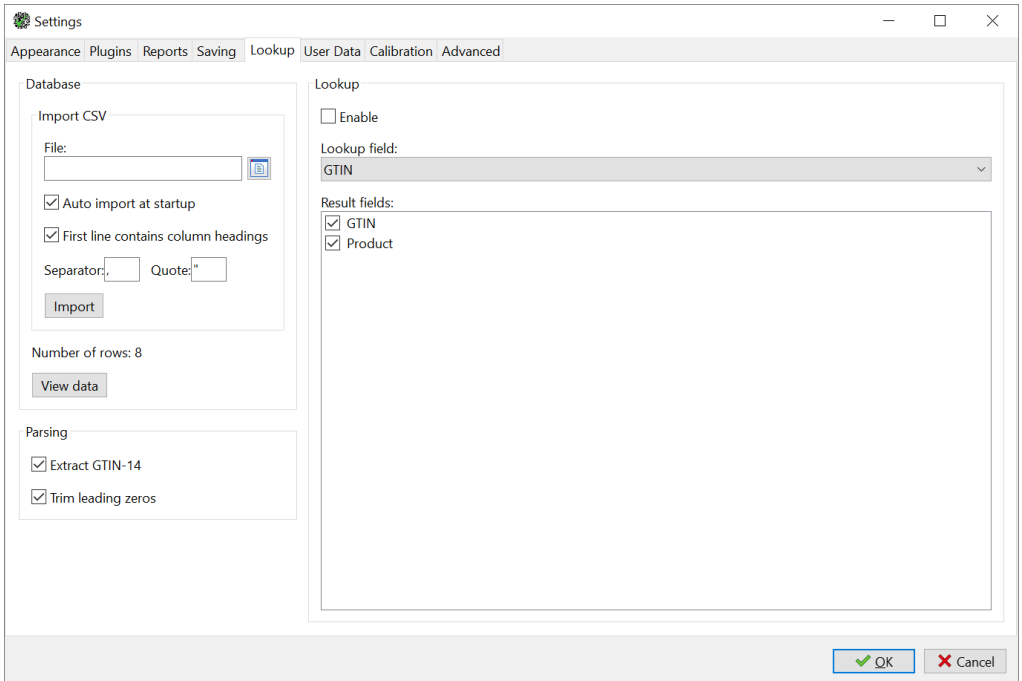 Settings
Appearance Plugins Reports Saving Lookup User Data Calibration Advanced
Database
Import CSV
File:
Auto import at startup
First line contains column headings
Separator: , Quote: "
Import
Number of rows: 8
View data
Parsing
Extract GTIN-14
Trim leading zeros
Lookup
Enable
Lookup field:
GTIN
Result fields:
GTIN
Product
OK Cancel